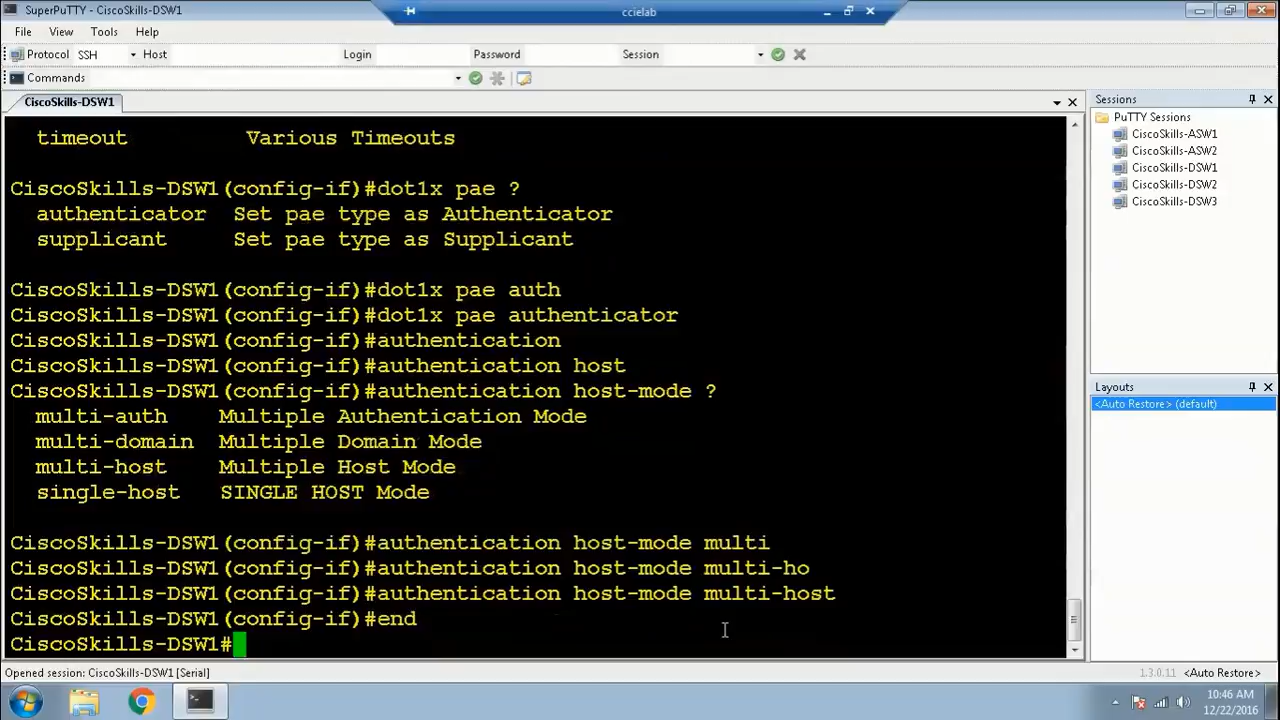 SuperPuTTY - CiscoSkills-DSW1
ccielab
File View Tools Help
Protocol SSH Host Login Password Session
Commands
CiscoSkills-DSW1
timeout Various Timeouts
CiscoSkills-DSW1(config-if)#dot1x pae ?
authenticator Set pae type as Authenticator
supplicant Set pae type as Supplicant
CiscoSkills-DSW1(config-if)#dot1x pae auth
CiscoSkills-DSW1(config-if)#dot1x pae authenticator
CiscoSkills-DSW1(config-if)#authentication
CiscoSkills-DSW1(config-if)#authentication host
CiscoSkills-DSW1(config-if)#authentication host-mode ?
multi-auth Multiple Authentication Mode
multi-domain Multiple Domain Mode
multi-host Multiple Host Mode
single-host SINGLE HOST Mode
CiscoSkills-DSW1(config-if)#authentication host-mode multi
CiscoSkills-DSW1(config-if)#authentication host-mode multi-ho
CiscoSkills-DSW1(config-if)#authentication host-mode multi-host
CiscoSkills-DSW1(config-if)#end
CiscoSkills-DSW1#
Sessions
PuTTY Sessions
CiscoSkills-ASW1
CiscoSkills-ASW2
CiscoSkills-DSW1
CiscoSkills-DSW2
CiscoSkills-DSW3
Layouts
<Auto Restore> (default)
Opened session: CiscoSkills-DSW1 [Serial]
1.3.0.11 <Auto Restore>
10:46 AM
12/22/2016